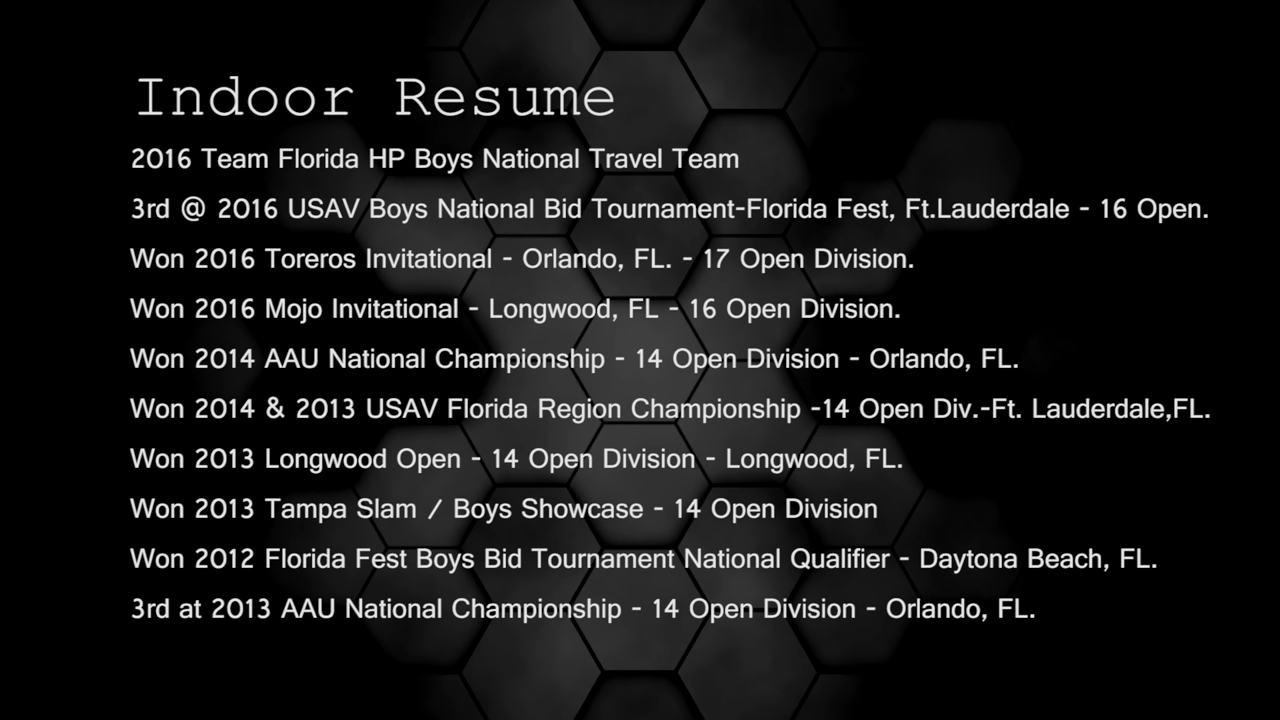 Indoor Resume
2016 Team Florida HP Boys National Travel Team
3rd @ 2016 USAV Boys National Bid Tournament-Florida Fest, Ft.Lauderdale - 16 Open.
Won 2016 Toreros Invitational - Orlando, FL. - 17 Open Division.
Won 2016 Mojo Invitational - Longwood, FL - 16 Open Division.
Won 2014 AAU National Championship - 14 Open Division - Orlando, FL.
Won 2014 & 2013 USAV Florida Region Championship -14 Open Div.-Ft. Lauderdale,FL.
Won 2013 Longwood Open - 14 Open Division - Longwood, FL.
Won 2013 Tampa Slam / Boys Showcase - 14 Open Division
Won 2012 Florida Fest Boys Bid Tournament National Qualifier - Daytona Beach, FL.
3rd at 2013 AAU National Championship - 14 Open Division - Orlando, FL.